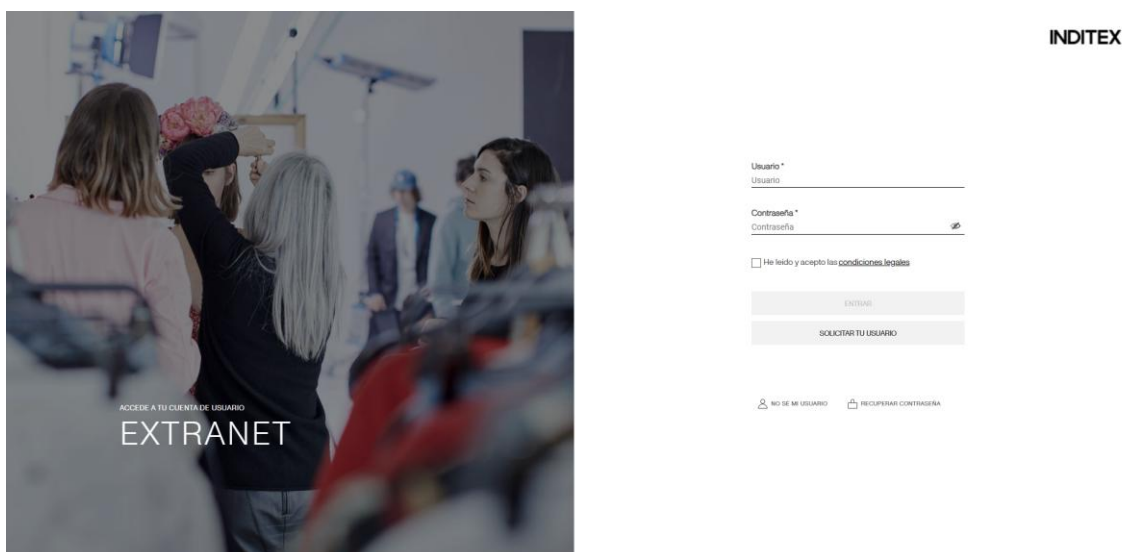 INDITEX
Usuario *
Usuario
Contraseña *
Contraseña
He leido y acepto las condiciones legales
ENTRAR
SOLICITAR TU USUARIO
NO SE MI USUARIO
RECUPERAR CONTRASEÑA
ACCEDE A TU CUENTA DE USUARIO
EXTRANET